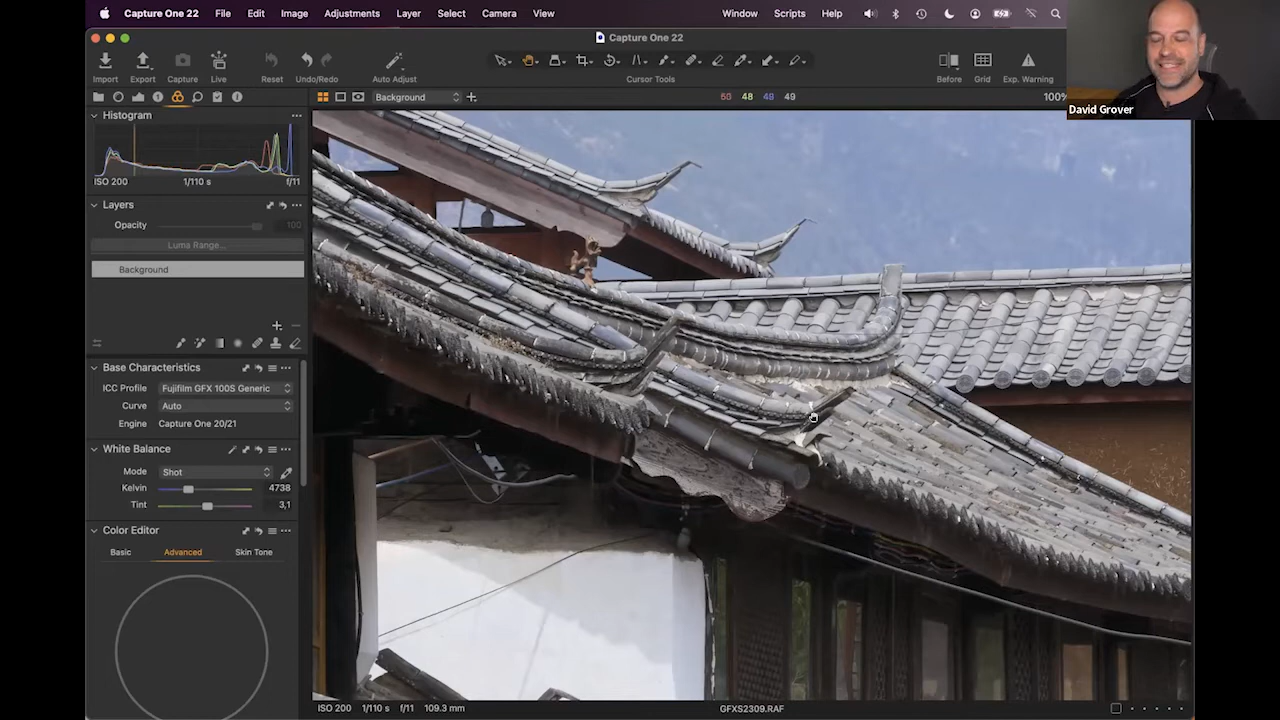 Capture One 22 File Edit Image Adjustments Layer Select Camera View Window Scripts Help
Capture One 22
Import Export Capture Live Reset Undo/Redo Auto Adjust Cursor Tools Before Grid Exp. Warning
David Grover
Background 50 48 49 49 100%
Histogram
ISO 200 1/110 s f/11
Layers
Opacity 100
Luma Range...
Background
Base Characteristics
ICC Profile Fujifilm GFX 100S Generic
Curve Auto
Engine Capture One 20/21
White Balance
Mode Shot
Kelvin 4738
Tint 3,1
Color Editor
Basic Advanced Skin Tone
ISO 200 1/110 s f/11 109.3 mm GFXS2309.RAF